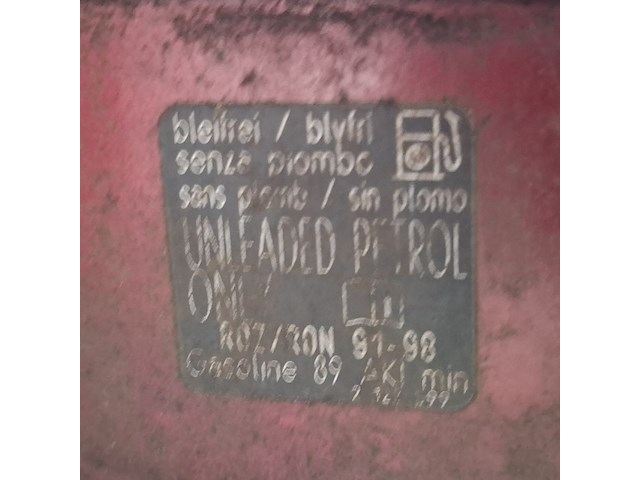 bleifrei / blyfri
senza piombo
sans plomb / sin plomo
UNLEADED PETROL
ONLY
ROZ/RON 91-98
Gasoline 89 AKI min